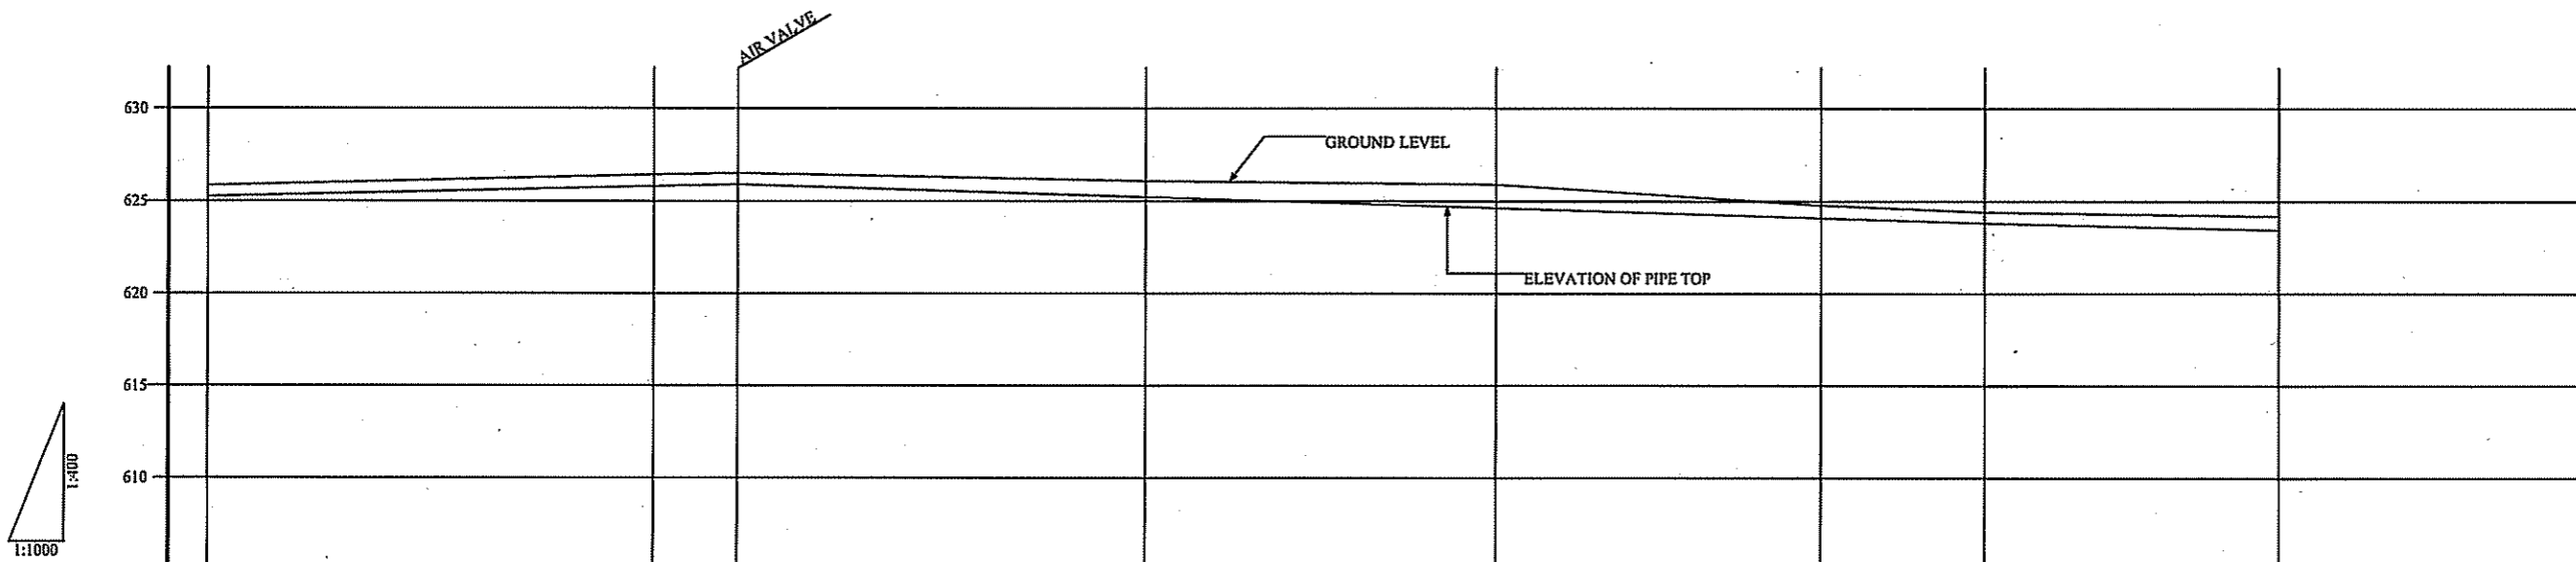 AIR VALVE
630
GROUND LEVEL
625
ELEVATION OF PIPE TOP
620
615
1:400
610
1:1000